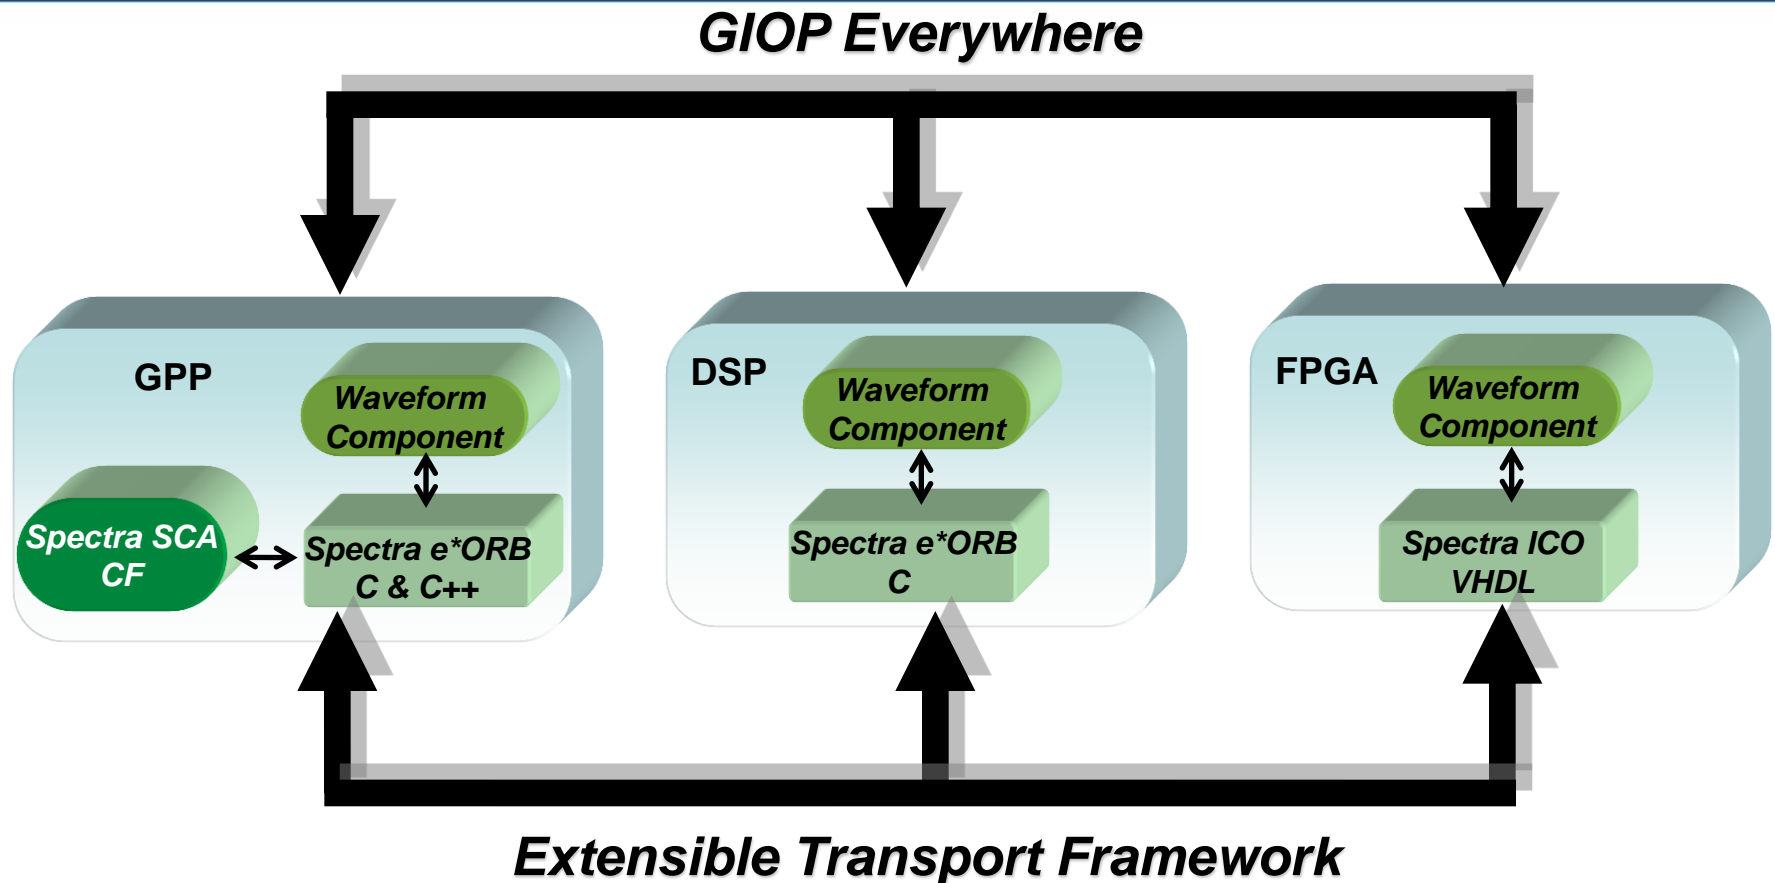 GIOP Everywhere
GPP
Waveform
Component
Spectra SCA
CF
Spectra e*ORB
C & C++
DSP
Waveform
Component
Spectra e*ORB
C
FPGA
Waveform
Component
Spectra ICO
VHDL
Extensible Transport Framework